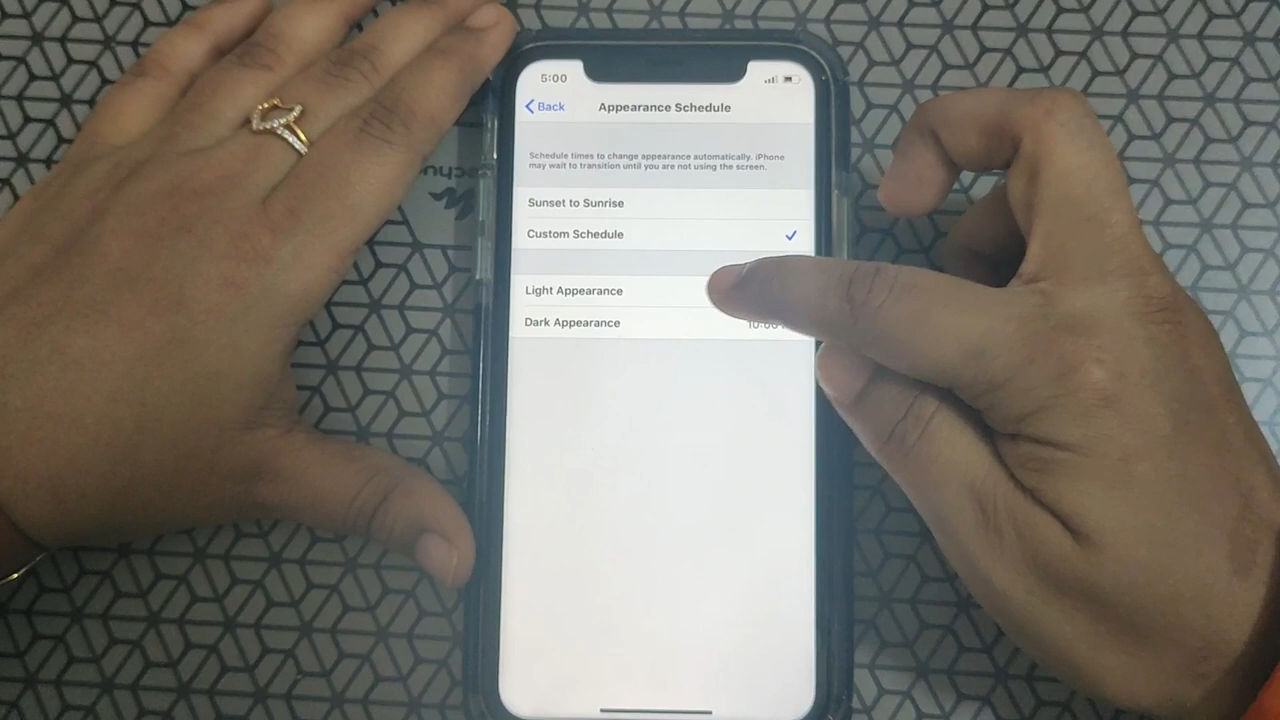 5:00
Back
Appearance Schedule
Schedule times to change appearance automatically. iPhone
may wait to transition until you are not using the screen.
Sunset to Sunrise
Custom Schedule
Light Appearance
Dark Appearance